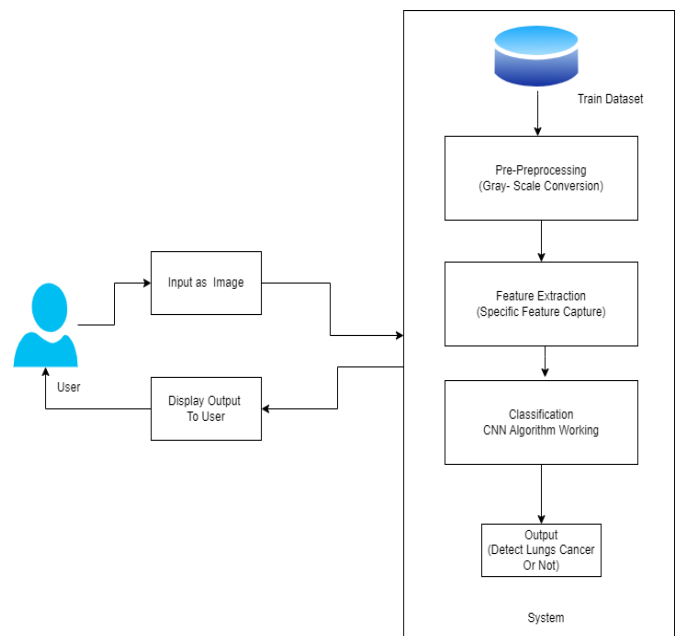 Train Dataset
Pre-Preprocessing
(Gray- Scale Conversion)
Input as  Image
Feature Extraction
(Specific Feature Capture)
User
Display Output
To User
Classification
CNN Algorithm Working
Output
(Detect Lungs Cancer
Or Not)
System